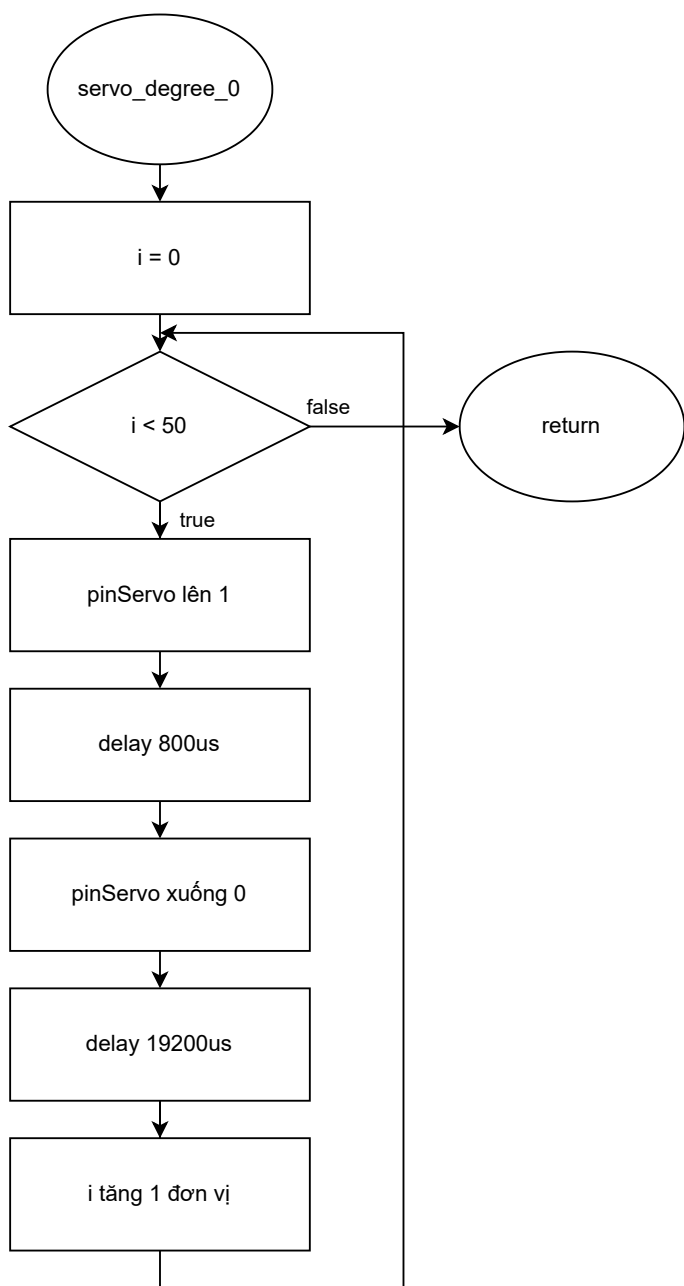 servo_degree_0
i = 0
i < 50
false
return
true
pinServo lên 1
delay 800us
pinServo xuống 0
delay 19200us
i tăng 1 đơn vị